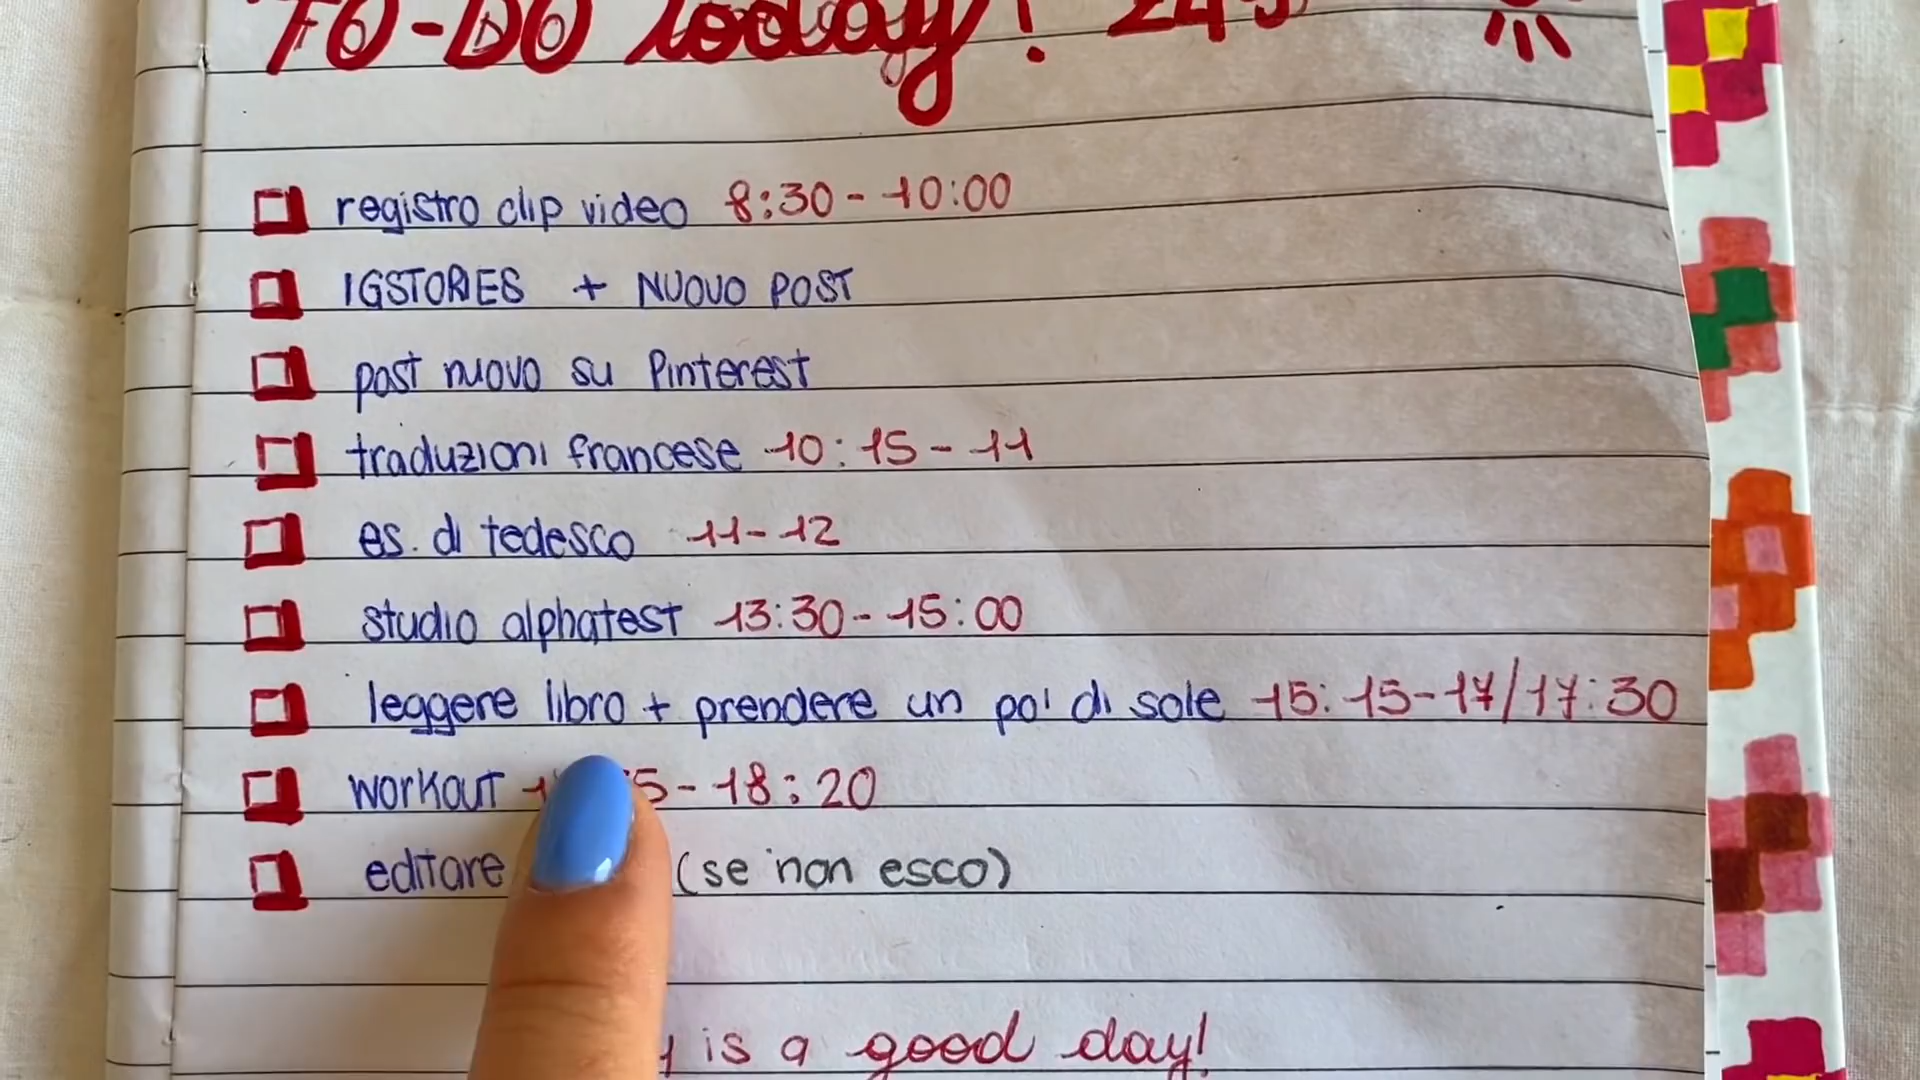 TO-DO today!
registro clip video 8:30-10:00
IGSTORIES + NUOVO POST
post nuovo su Pinterest
traduzioni francese 10:15-11
es. di tedesco 11-12
studio alphatest 13:30-15:00
leggere libro + prendere un po' di sole 15:15-17/17:30
workout 5-18:20
editare (se non esco)
is a good day!